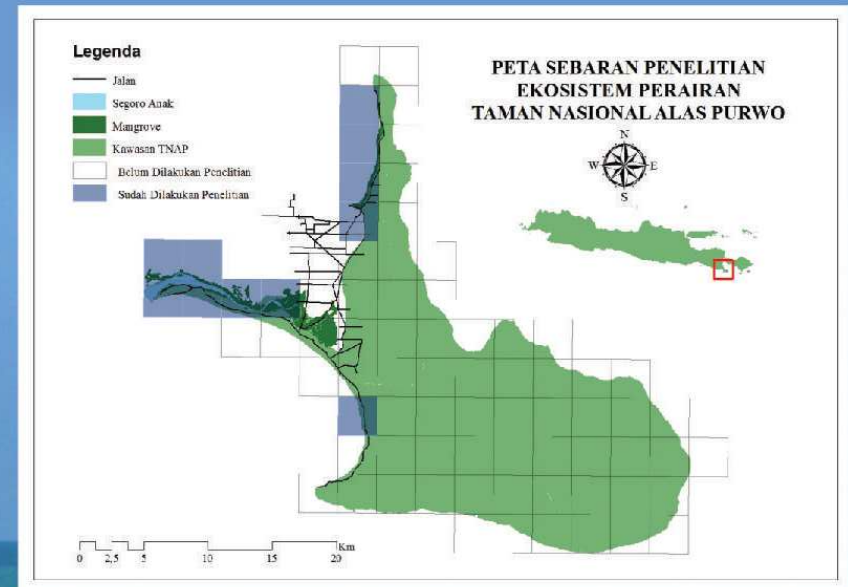 Legenda
Jalan
Segoro Anak
Mangrove
Kawasan TNAP
Belum Dilakukan Penelitian
Sudah Dilakukan Penelitian
PETA SEBARAN PENELITIAN
EKOSISTEM PERAIRAN
TAMAN NASIONAL ALAS PURWO
N
W E
S
Km
0 2,5 5 10 15 20